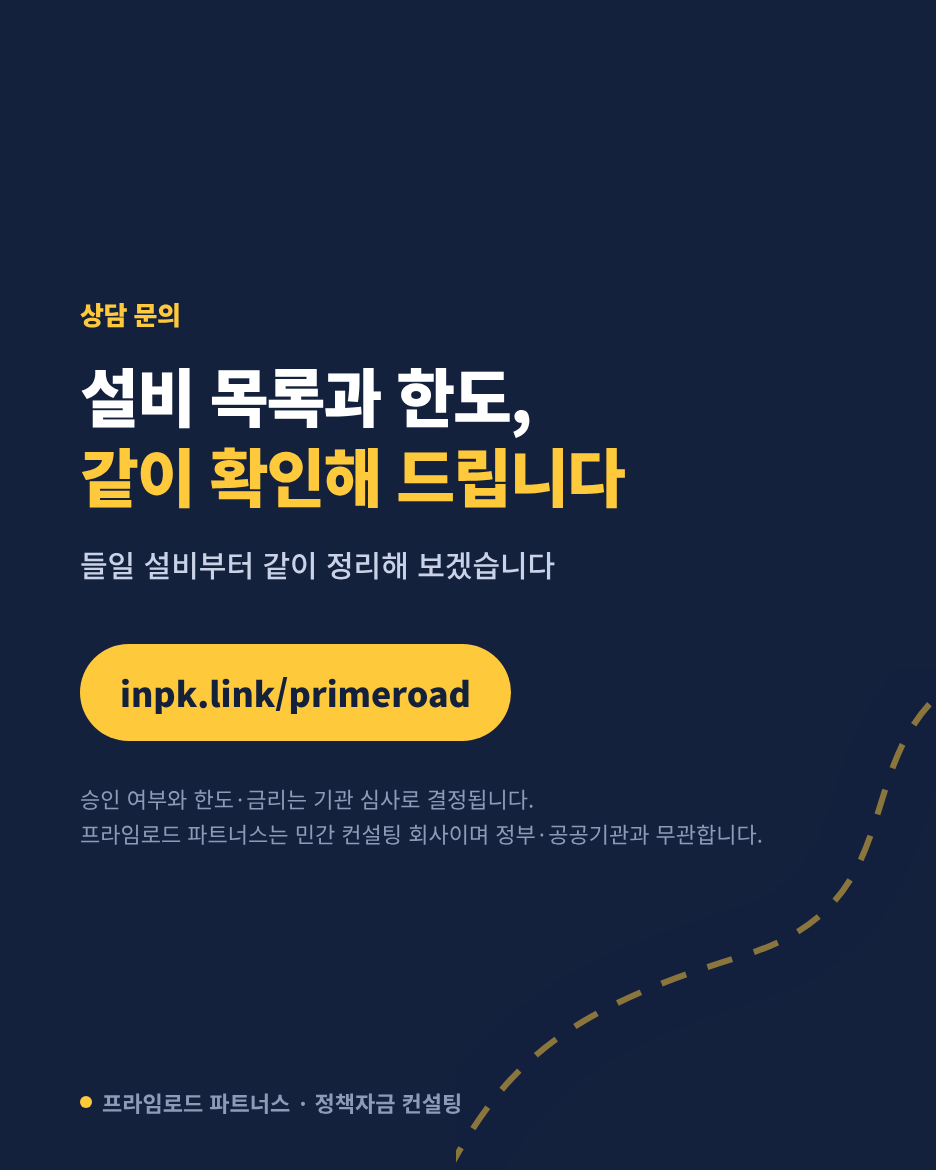 상담 문의
설비 목록과 한도,
같이 확인해 드립니다
들일 설비부터 같이 정리해 보겠습니다
inpk.link/primeroad
승인 여부와 한도·금리는 기관 심사로 결정됩니다.
프라임로드 파트너스는 민간 컨설팅 회사이며 정부·공공기관과 무관합니다.
프라임로드 파트너스 · 정책자금 컨설팅